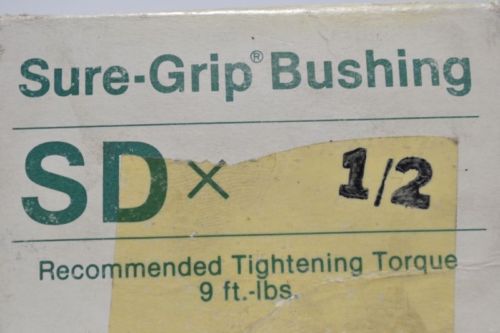 Sure-Grip® Bushing
SD × 1/2
Recommended Tightening Torque
9 ft.-lbs.